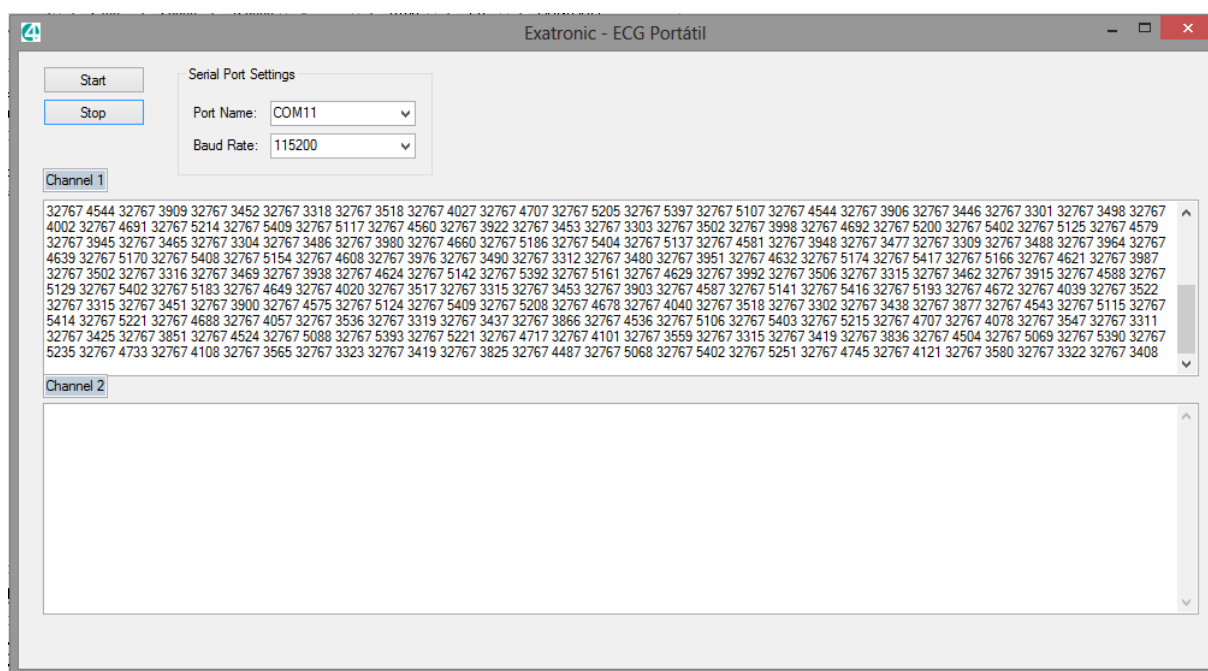 Exatronic - ECG Portátil
Start
Serial Port Settings
Stop
Port Name: COM11
Baud Rate: 115200
Channel 1
32767 4544 32767 3909 32767 3452 32767 3318 32767 3518 32767 4027 32767 4707 32767 5205 32767 5397 32767 5107 32767 4544 32767 3906 32767 3446 32767 3301 32767 3498 32767
4002 32767 4691 32767 5214 32767 5409 32767 5117 32767 4560 32767 3922 32767 3453 32767 3303 32767 3502 32767 3998 32767 4692 32767 5200 32767 5402 32767 5125 32767 4579
32767 3945 32767 3465 32767 3304 32767 3486 32767 3980 32767 4660 32767 5186 32767 5404 32767 5137 32767 4581 32767 3948 32767 3477 32767 3309 32767 3488 32767 3964 32767
4639 32767 5170 32767 5408 32767 5154 32767 4608 32767 3976 32767 3490 32767 3312 32767 3480 32767 3951 32767 4632 32767 5174 32767 5417 32767 5166 32767 4621 32767 3987
32767 3502 32767 3316 32767 3469 32767 3938 32767 4624 32767 5142 32767 5392 32767 5161 32767 4629 32767 3992 32767 3506 32767 3315 32767 3462 32767 3915 32767 4588 32767
5129 32767 5402 32767 5183 32767 4649 32767 4020 32767 3517 32767 3315 32767 3453 32767 3903 32767 4587 32767 5141 32767 5416 32767 5193 32767 4672 32767 4039 32767 3522
32767 3315 32767 3451 32767 3900 32767 4575 32767 5124 32767 5409 32767 5208 32767 4678 32767 4040 32767 3518 32767 3302 32767 3438 32767 3877 32767 4543 32767 5115 32767
5414 32767 5221 32767 4688 32767 4057 32767 3536 32767 3319 32767 3437 32767 3866 32767 4536 32767 5106 32767 5403 32767 5215 32767 4707 32767 4078 32767 3547 32767 3311
32767 3425 32767 3851 32767 4524 32767 5088 32767 5393 32767 5221 32767 4717 32767 4101 32767 3559 32767 3315 32767 3419 32767 3836 32767 4504 32767 5069 32767 5390 32767
5235 32767 4733 32767 4108 32767 3565 32767 3323 32767 3419 32767 3825 32767 4487 32767 5068 32767 5402 32767 5251 32767 4745 32767 4121 32767 3580 32767 3322 32767 3408
Channel 2